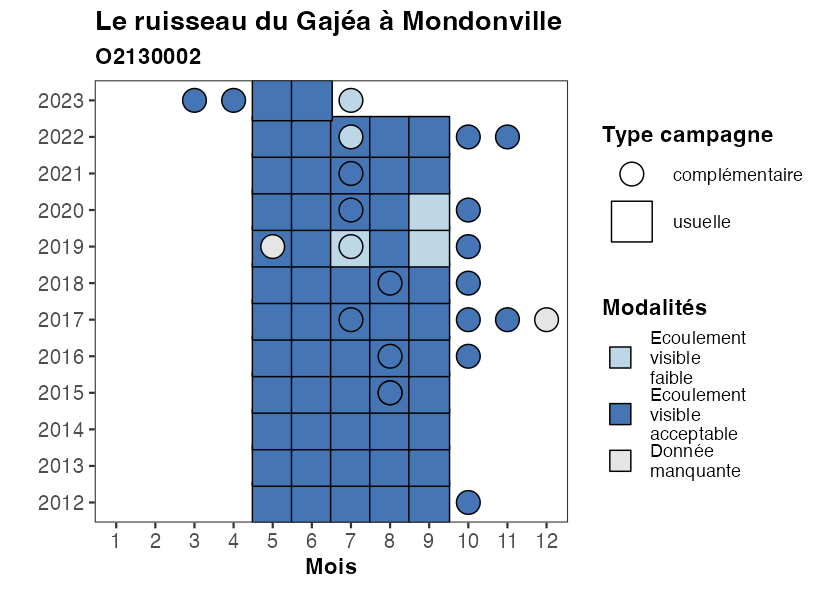 Le ruisseau du Gajéa à Mondonville
O2130002
2023
2022
2021
2020
2019
2018
2017
2016
2015
2014
2013
2012
1 2 3 4 5 6 7 8 9 10 11 12
Mois
Type campagne
complémentaire
usuelle
Modalités
Ecoulement
visible
faible
Ecoulement
visible
acceptable
Donnée
manquante